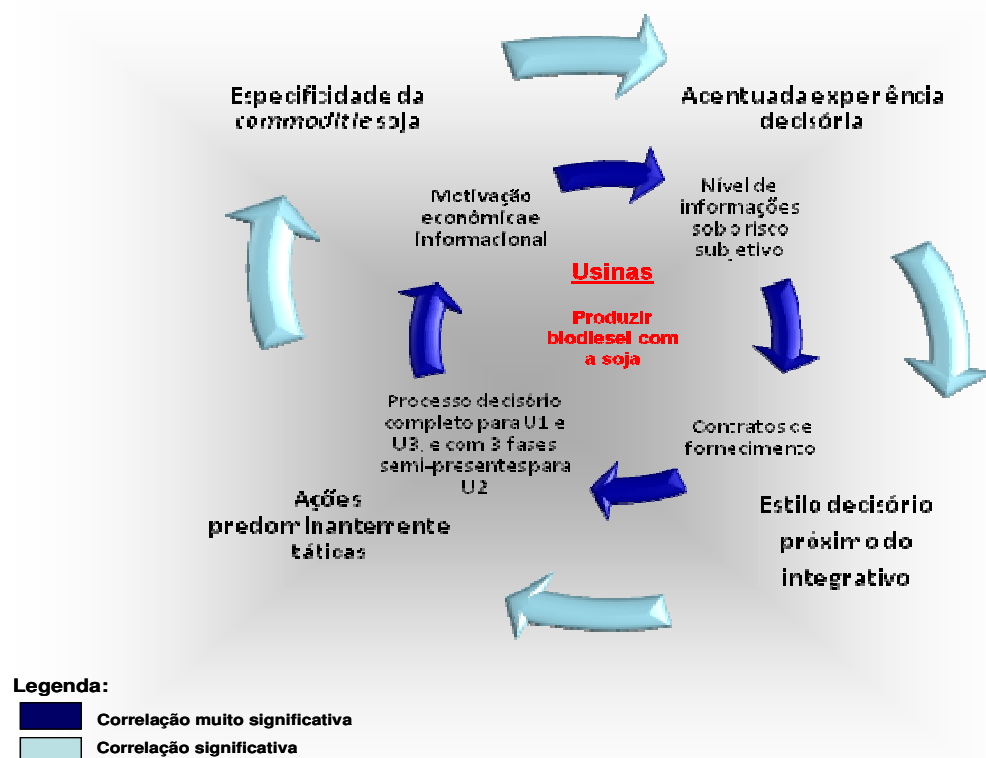 Especificidade da
commoditie soja
Acentuada experência
decisória
Motivação
econômica e
informacional
Nível de
informações
sob o risco
subjetivo
Usinas
Produzir
biodiesel com
a soja
Processo decisório
completo para U1 e
U3, e com 3 fases
semi-presentes para
U2
Contratos de
fornecimento
Ações
predominantemente
táticas
Estilo decisório
próximo do
integrativo
Legenda:
Correlação muito significativa
Correlação significativa